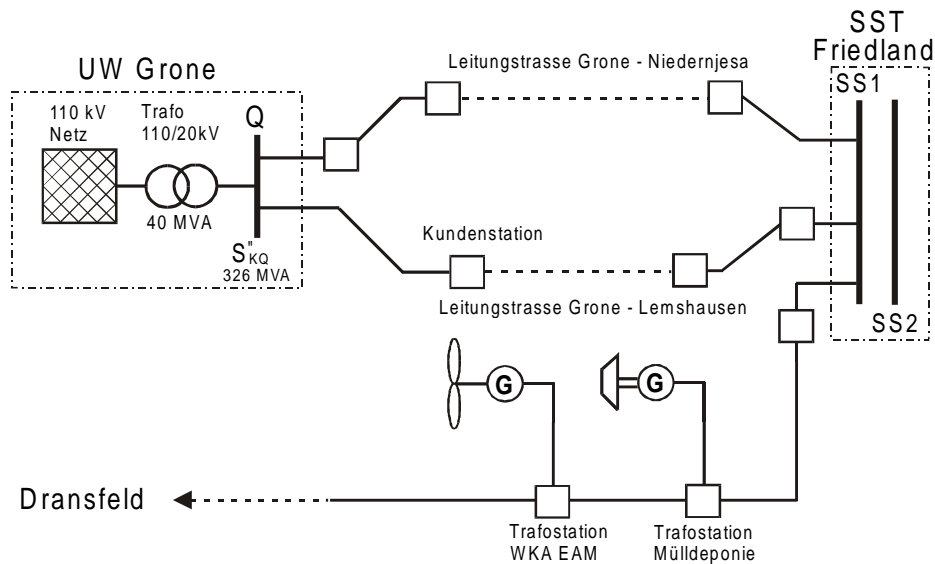 SST
Friedland
UW Grone
SS1
Leitungstrasse Grone - Niedernjesa
110 kV
Netz
Trafo
110/20kV
Q
40 MVA
S"KQ
326 MVA
Kundenstation
Leitungstrasse Grone - Lemshausen
SS2
G
G
Dransfeld
Trafostation
WKA EAM
Trafostation
Mülldeponie